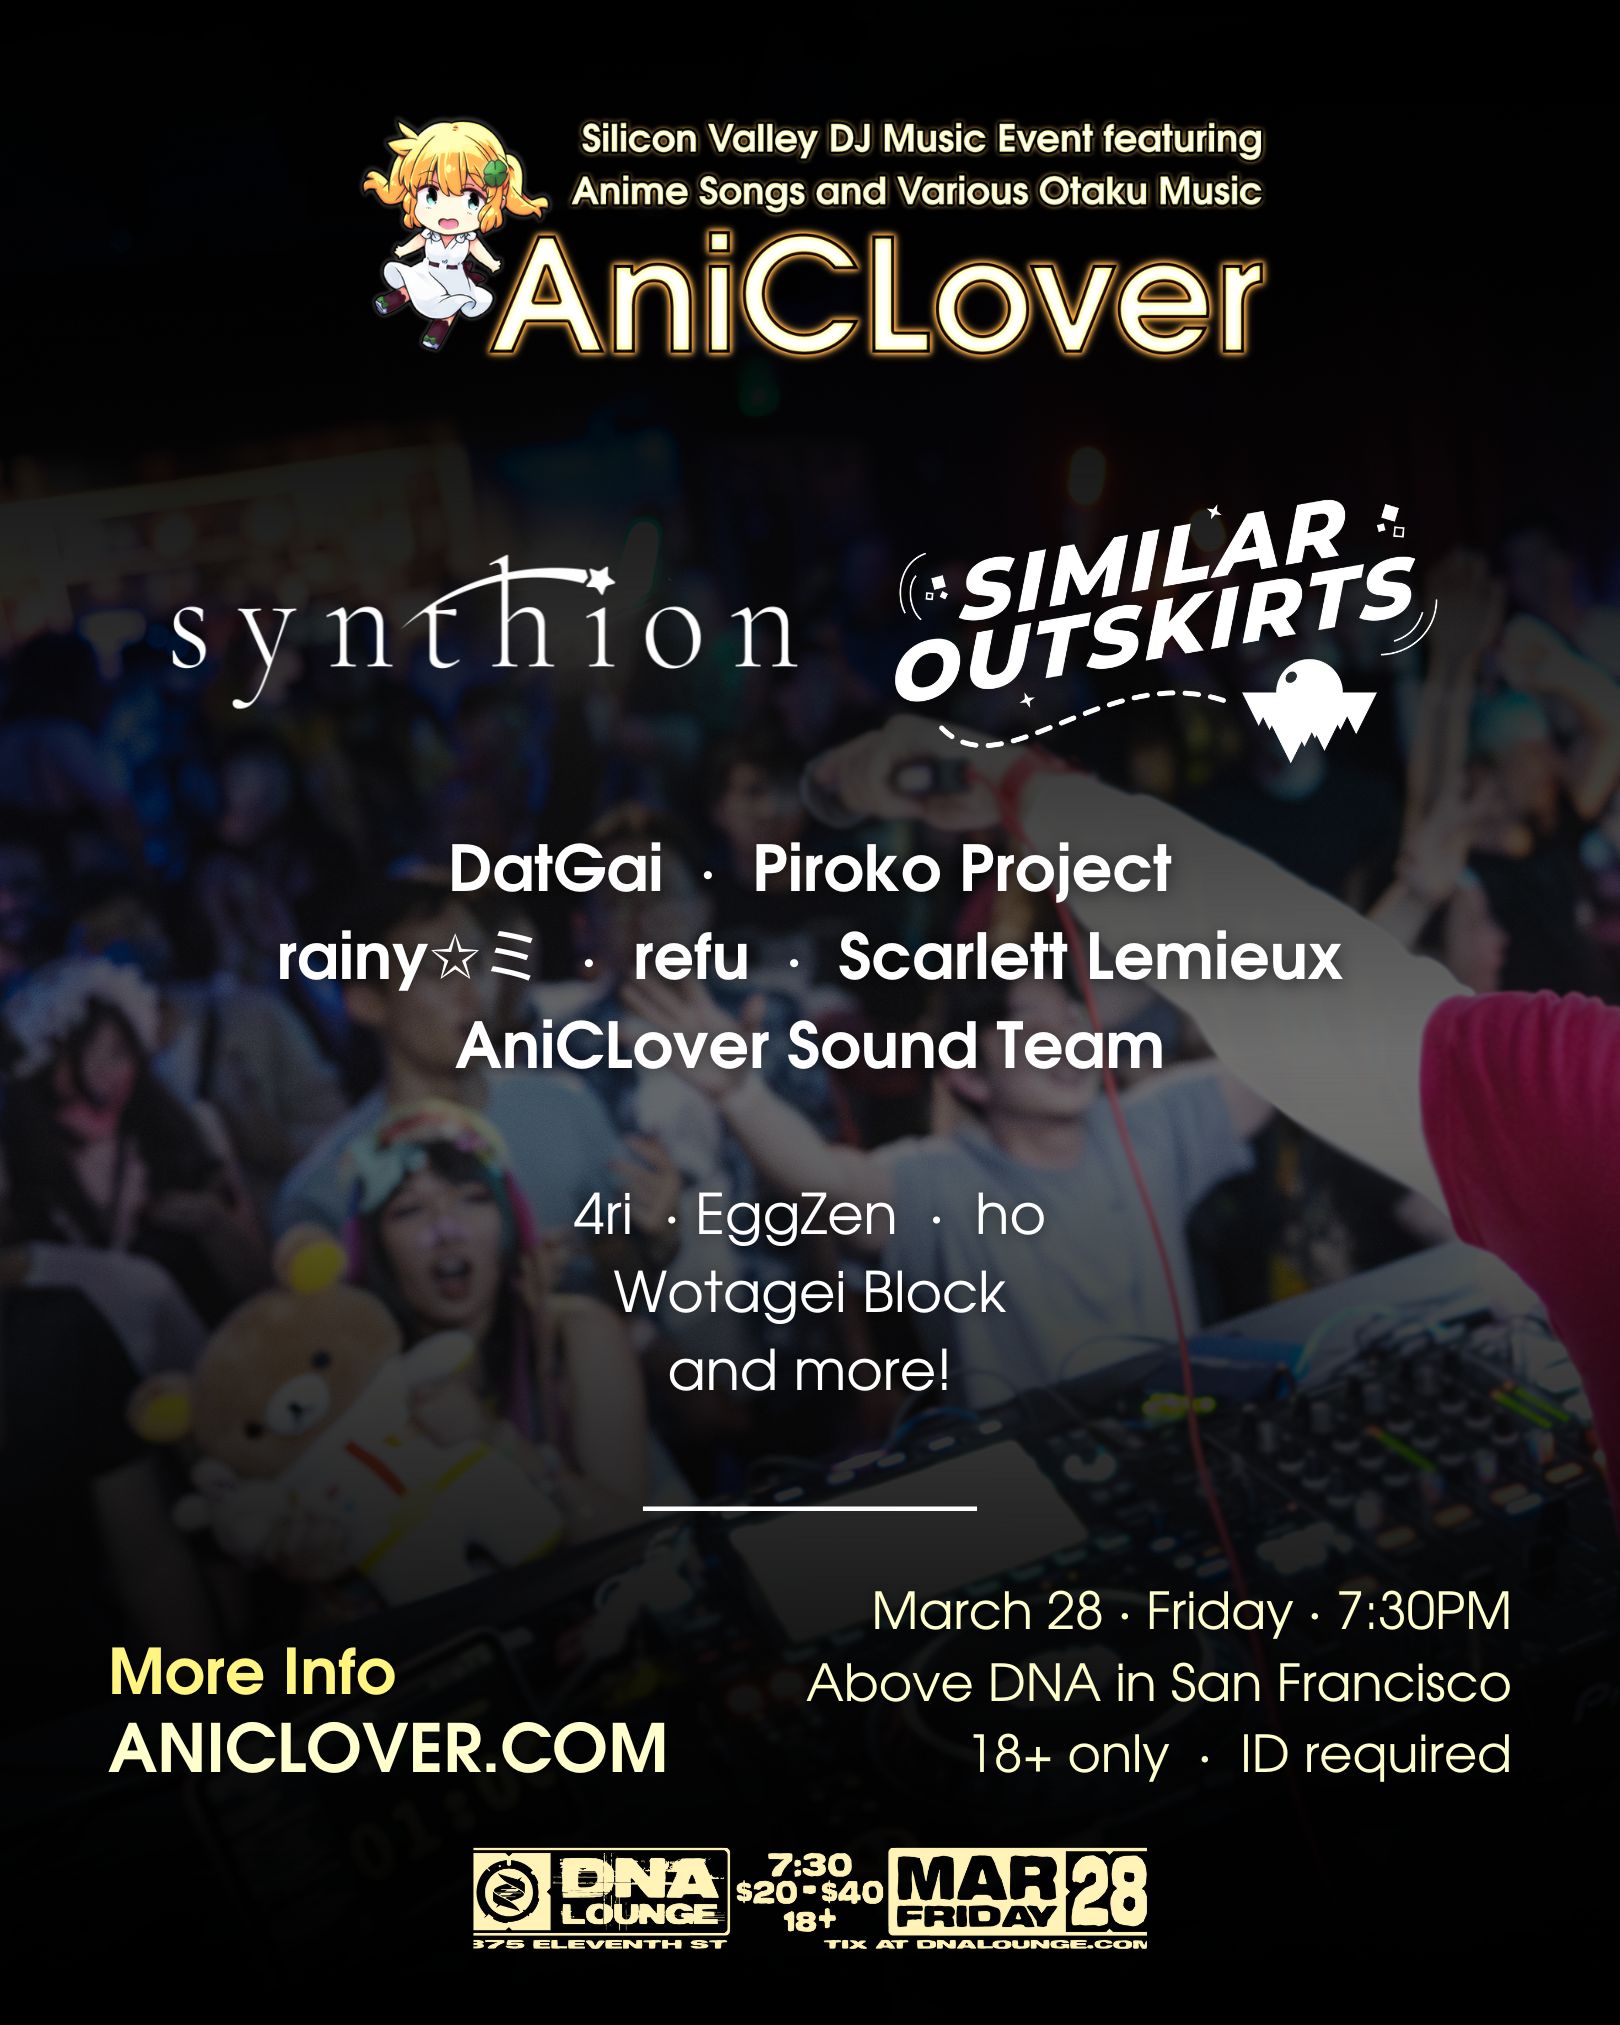 Silicon Valley DJ Music Event featuring
Anime Songs and Various Otaku Music
AniCLover
synthion
SIMILAR
OUTSKIRTS
DatGai · Piroko Project
rainy☆ミ · refu · Scarlett Lemieux
AniCLover Sound Team
4ri · EggZen · ho
Wotagei Block
and more!
More Info
ANICLOVER.COM
March 28 · Friday · 7:30PM
Above DNA in San Francisco
18+ only · ID required
DNA
LOUNGE
375 ELEVENTH ST
7:30
$20-$40
18+
MAR
FRIDAY
28
TIX AT DNALOUNGE.COM